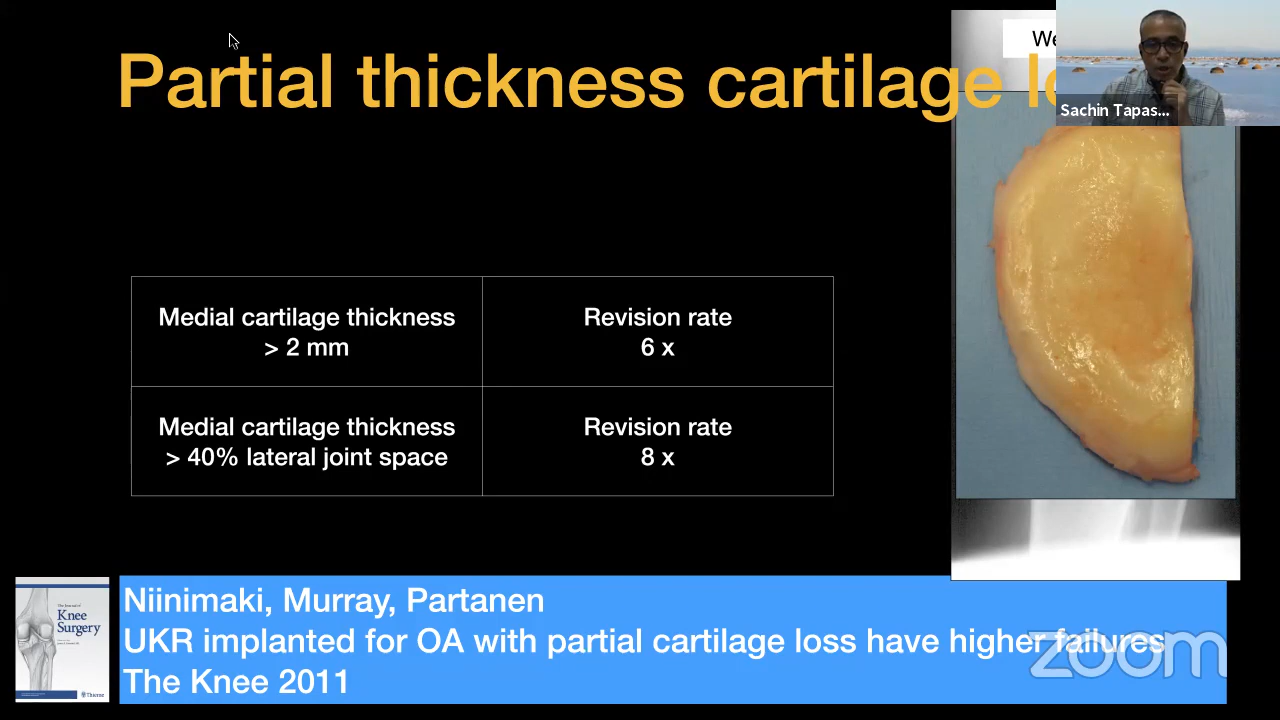 Partial thickness cartilage
Sachin Tapas...
Medial cartilage thickness
> 2 mm
Revision rate
6 x
Medial cartilage thickness
> 40% lateral joint space
Revision rate
8 x
The Journal of
Knee
Surgery
Thieme
Niinimaki, Murray, Partanen
UKR implanted for OA with partial cartilage loss have higher failures
The Knee 2011
zoom